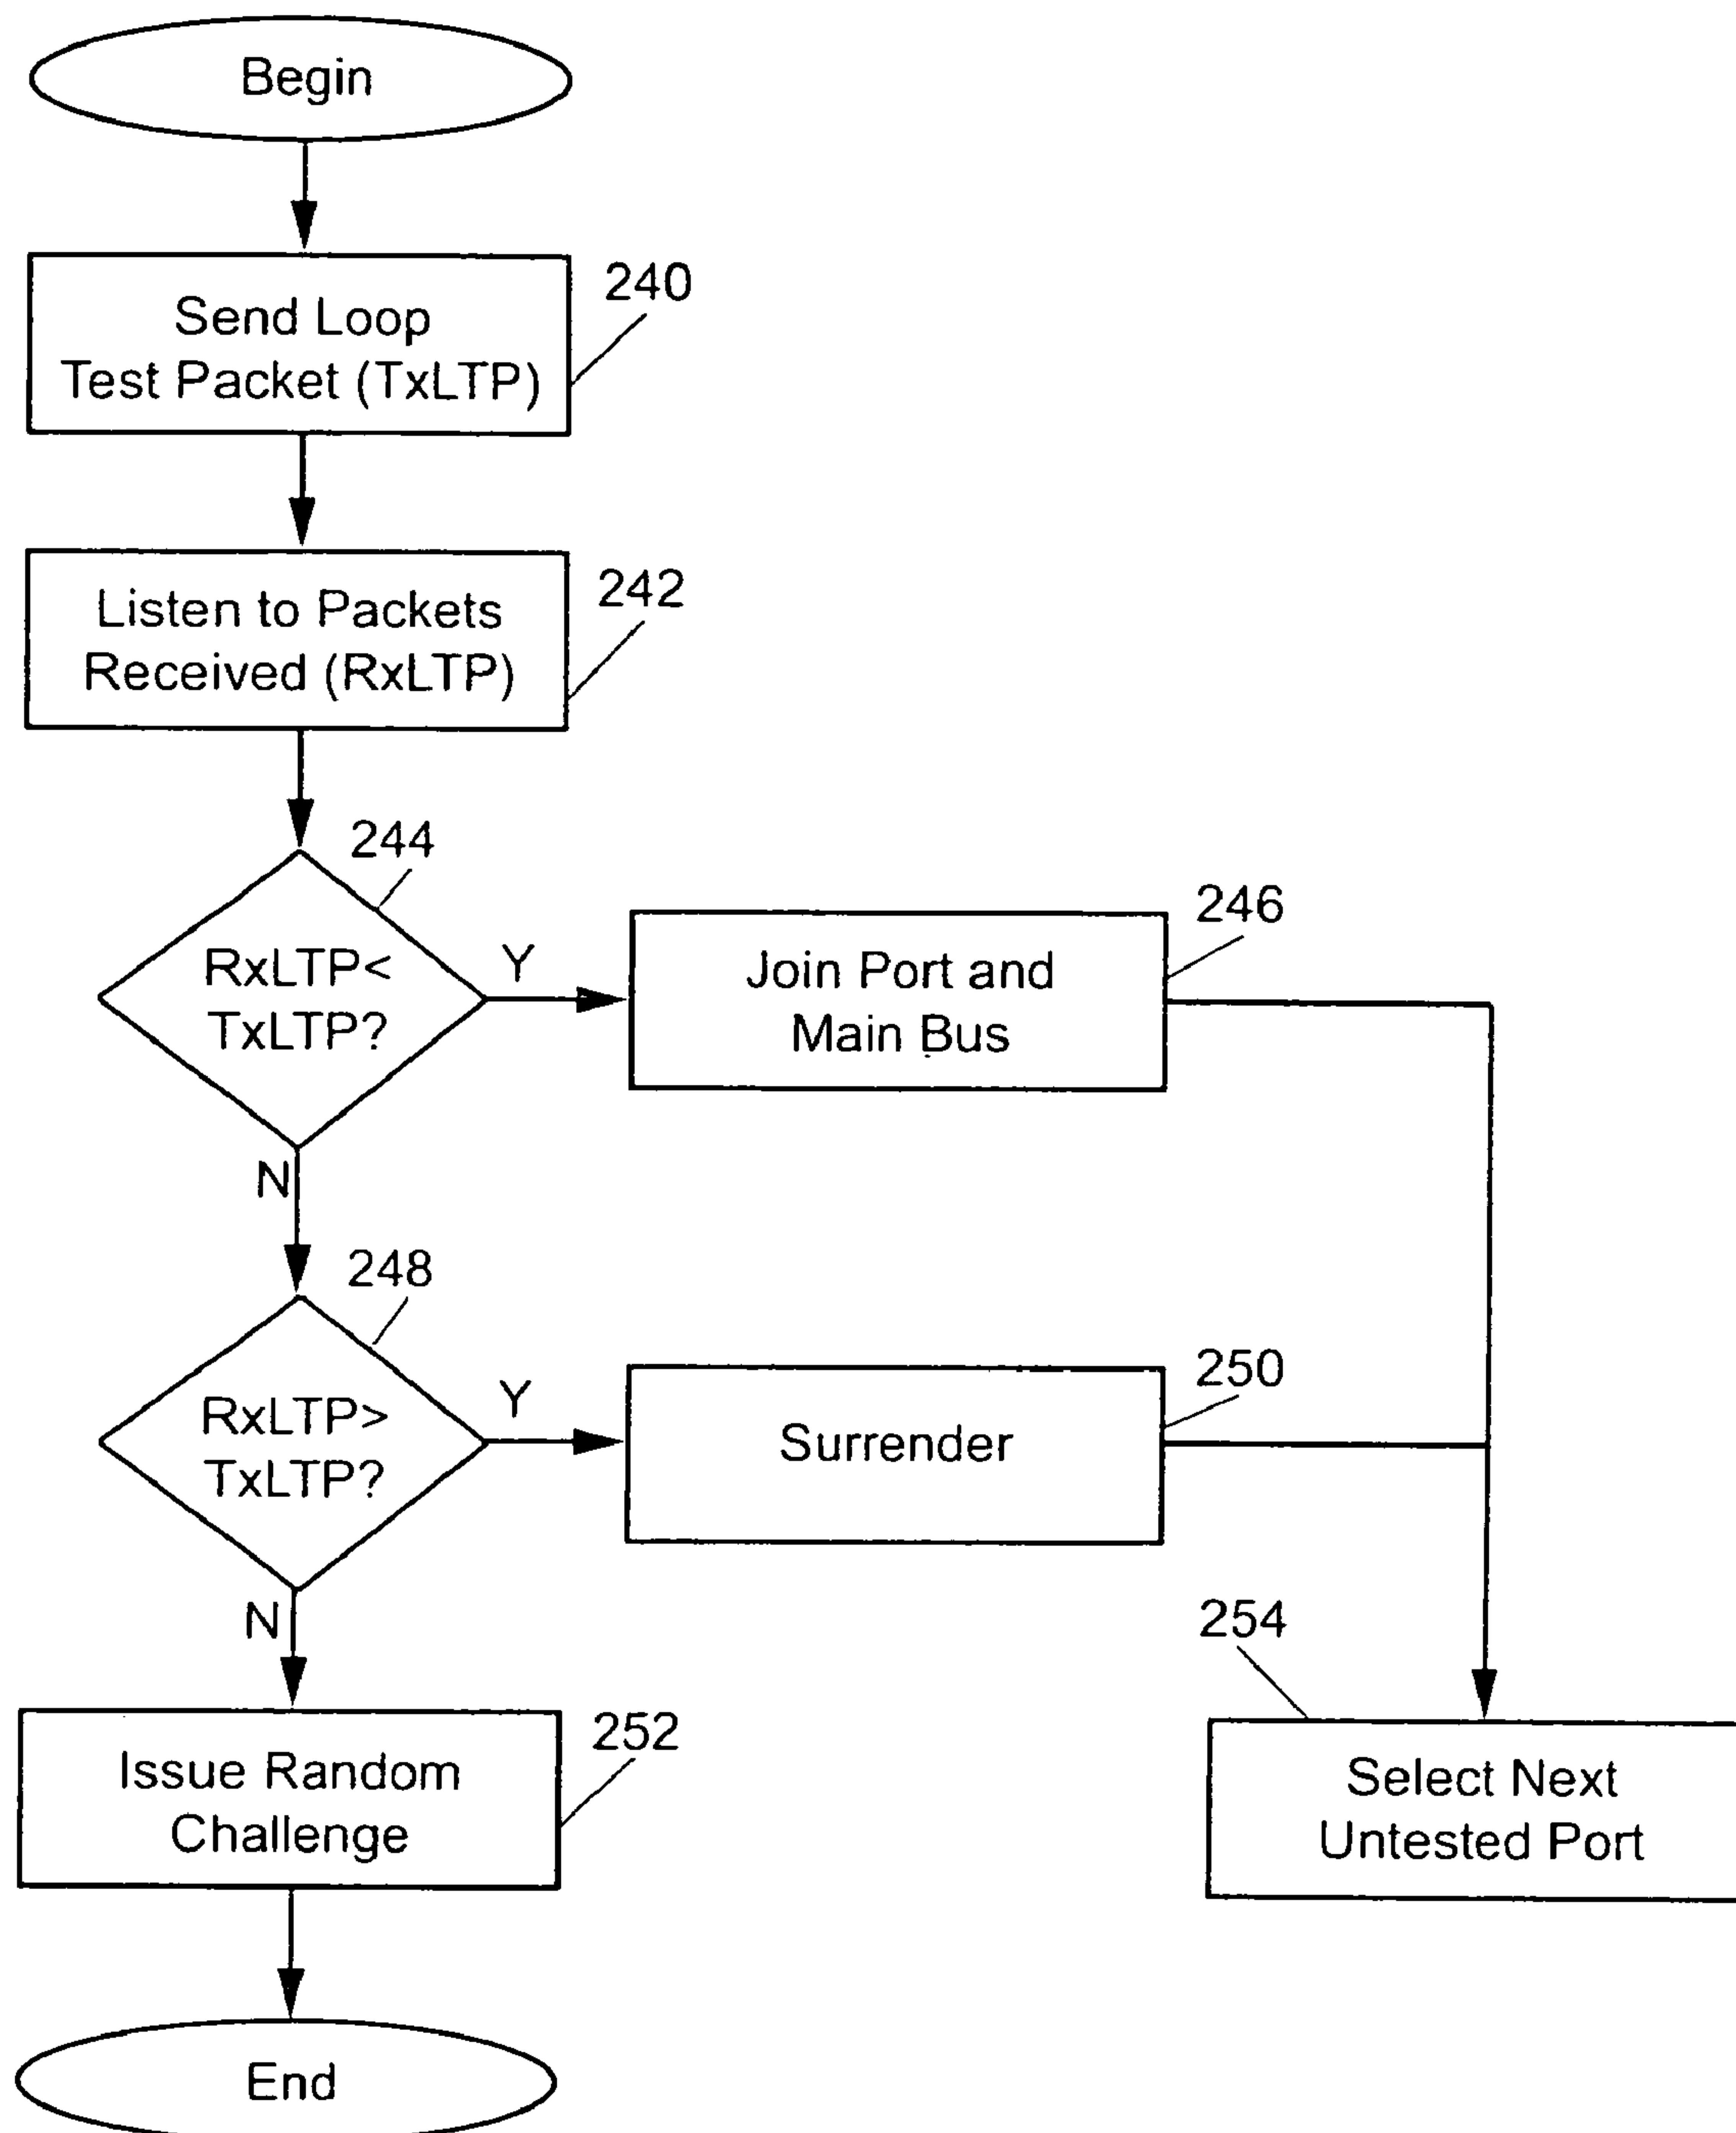 Begin
Send Loop
Test Packet (TxLTP)
240
Listen to Packets
Received (RxLTP)
242
244
RxLTP<
TxLTP?
Y
Join Port and
Main Bus
246
N
248
RxLTP>
TxLTP?
Y
Surrender
250
N
254
Issue Random
Challenge
252
Select Next
Untested Port
End